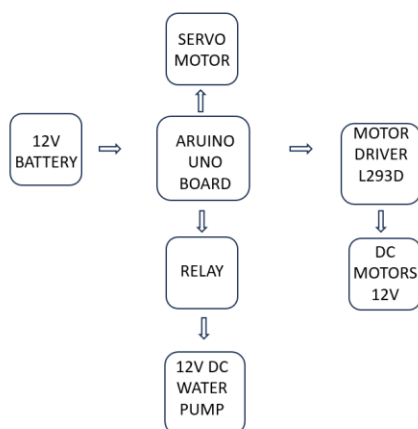 SERVO
MOTOR
12V
BATTERY
ARUINO
UNO
BOARD
MOTOR
DRIVER
L293D
RELAY
DC
MOTORS
12V
12V DC
WATER
PUMP